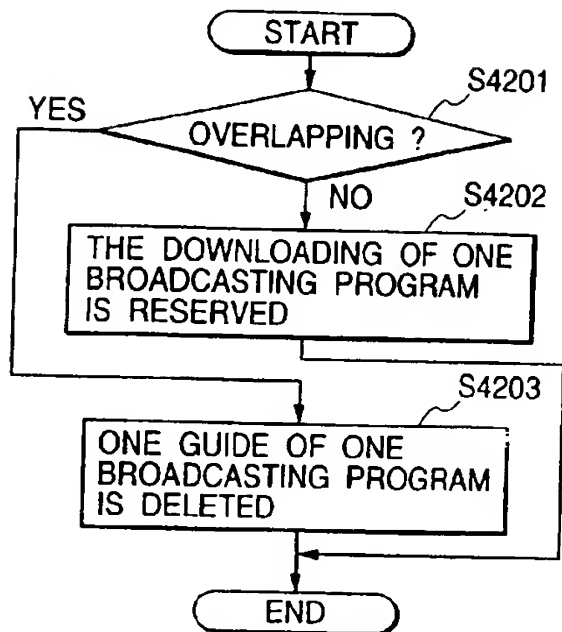 START
S4201
YES
OVERLAPPING ?
NO
S4202
THE DOWNLOADING OF ONE
BROADCASTING PROGRAM
IS RESERVED
S4203
ONE GUIDE OF ONE
BROADCASTING PROGRAM
IS DELETED
END